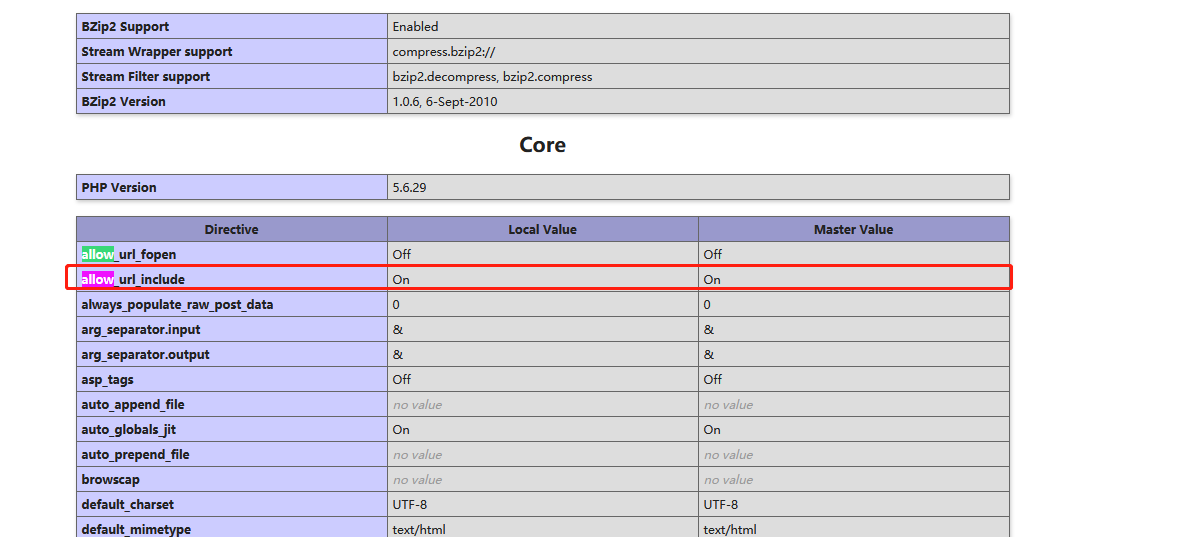 BZip2 Support Enabled
Stream Wrapper support compress.bzip2://
Stream Filter support bzip2.decompress, bzip2.compress
BZip2 Version 1.0.6, 6-Sept-2010
Core
PHP Version 5.6.29
Directive Local Value Master Value
allow_url_fopen Off Off
allow_url_include On On
always_populate_raw_post_data 0 0
arg_separator.input & &
arg_separator.output & &
asp_tags Off Off
auto_append_file no value no value
auto_globals_jit On On
auto_prepend_file no value no value
browscap no value no value
default_charset UTF-8 UTF-8
default_mimetype text/html text/html